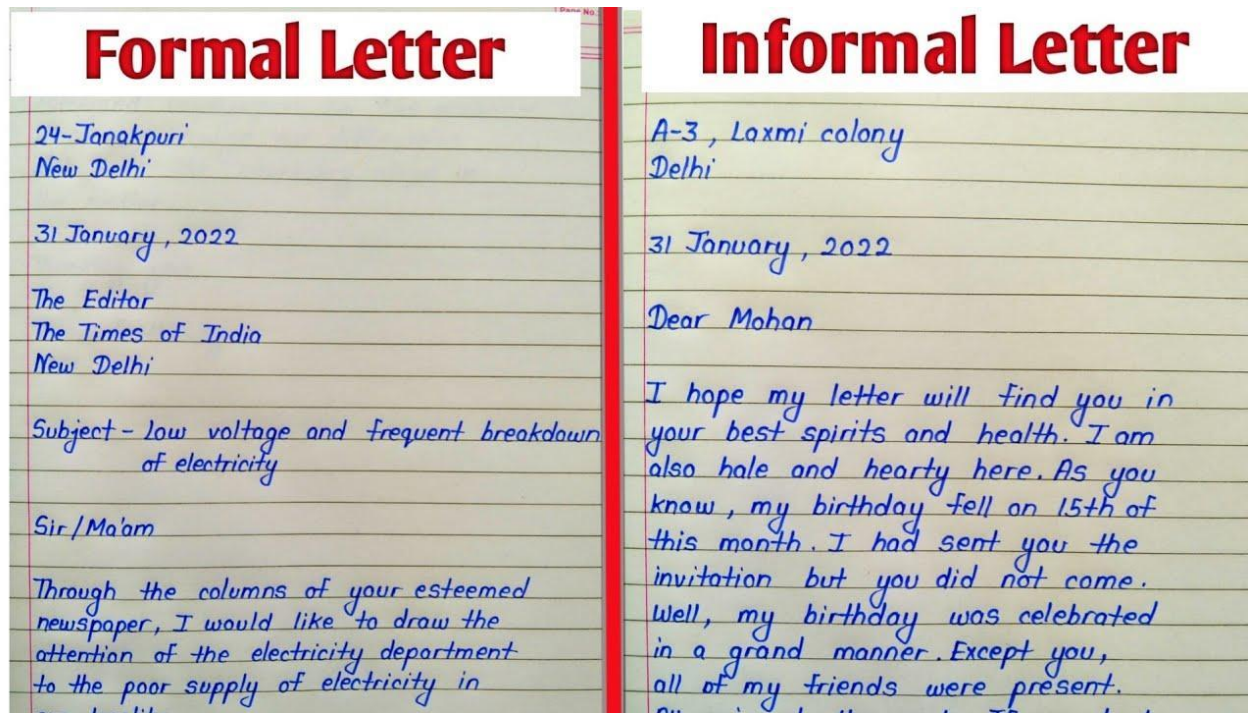 Formal Letter
24-Janakpuri
New Delhi
31 January, 2022
The Editor
The Times of India
New Delhi
Subject - Low voltage and frequent breakdown
of electricity
Sir/Ma'am
Through the columns of your esteemed
newspaper, I would like to draw the
attention of the electricity department
to the poor supply of electricity in
Page No.
Informal Letter
A-3, Laxmi colony
Delhi
31 January, 2022
Dear Mohan
I hope my letter will find you in
your best spirits and health. I am
also hale and hearty here. As you
know, my birthday fell on 15th of
this month. I had sent you the
invitation but you did not come.
Well, my birthday was celebrated
in a grand manner. Except you,
all of my friends were present.